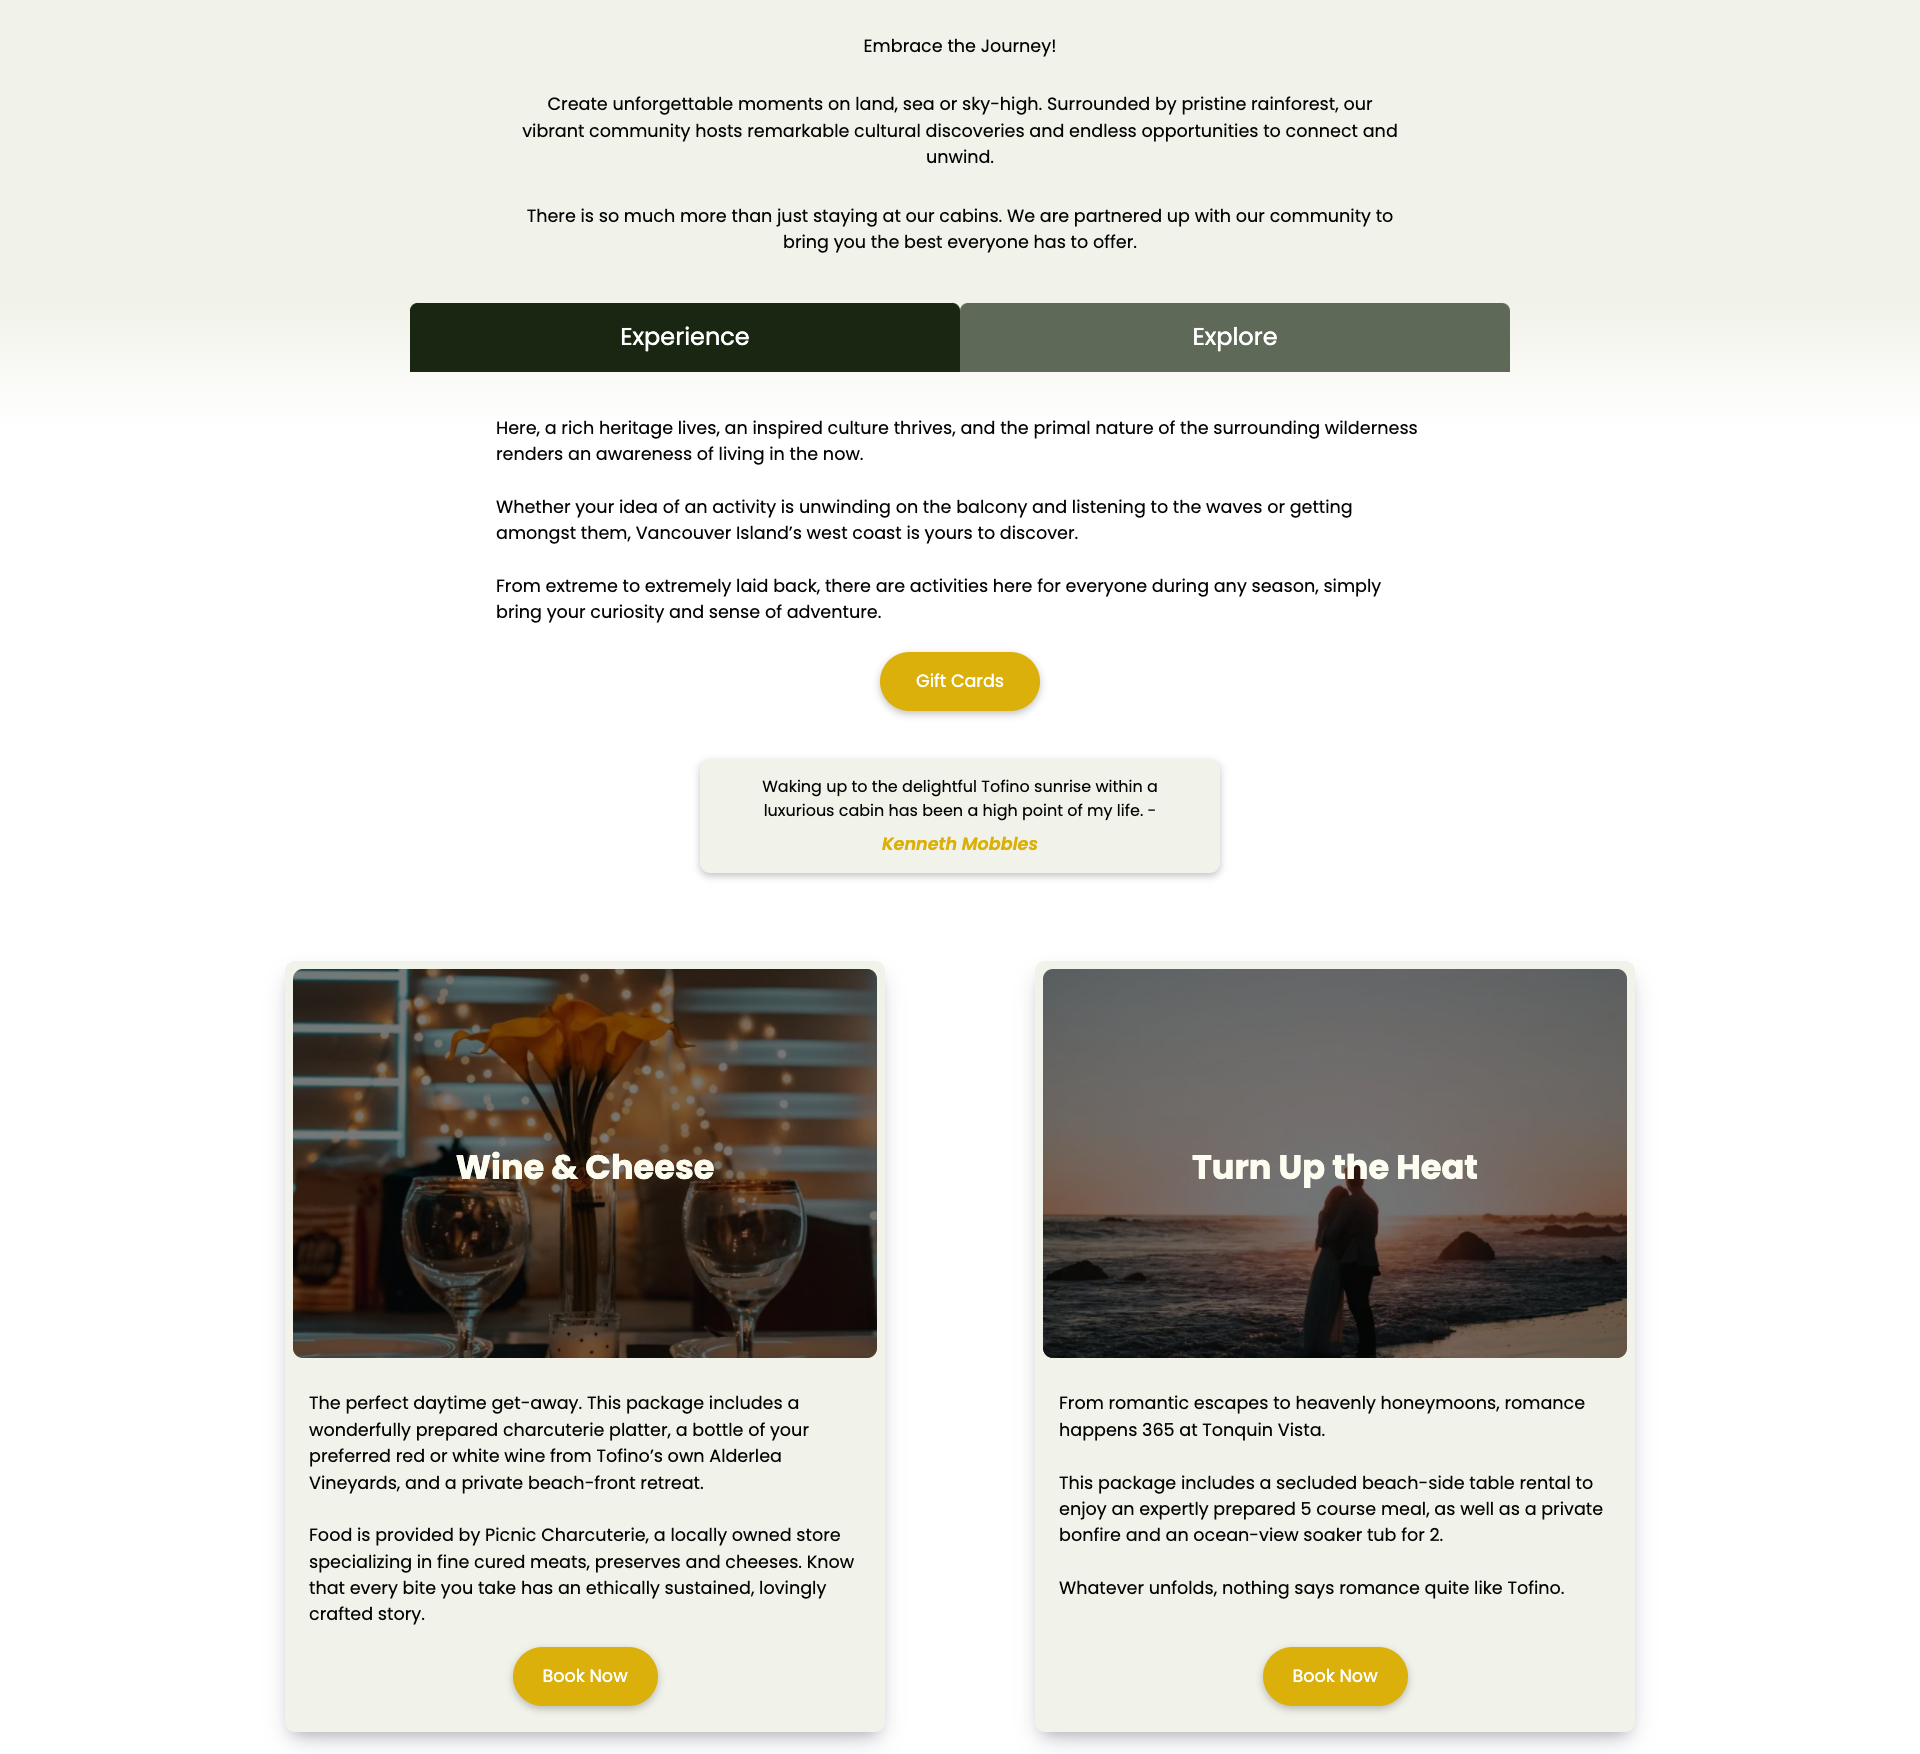 Embrace the Journey!
Create unforgettable moments on land, sea or sky-high. Surrounded by pristine rainforest, our
vibrant community hosts remarkable cultural discoveries and endless opportunities to connect and
unwind.
There is so much more than just staying at our cabins. We are partnered up with our community to
bring you the best everyone has to offer.
Experience
Explore
Here, a rich heritage lives, an inspired culture thrives, and the primal nature of the surrounding wilderness
renders an awareness of living in the now.
Whether your idea of an activity is unwinding on the balcony and listening to the waves or getting
amongst them, Vancouver Island’s west coast is yours to discover.
From extreme to extremely laid back, there are activities here for everyone during any season, simply
bring your curiosity and sense of adventure.
Gift Cards
Waking up to the delightful Tofino sunrise within a
luxurious cabin has been a high point of my life. -
Kenneth Mobbles
Wine & Cheese
The perfect daytime get-away. This package includes a
wonderfully prepared charcuterie platter, a bottle of your
preferred red or white wine from Tofino’s own Alderlea
Vineyards, and a private beach-front retreat.
Food is provided by Picnic Charcuterie, a locally owned store
specializing in fine cured meats, preserves and cheeses. Know
that every bite you take has an ethically sustained, lovingly
crafted story.
Book Now
Turn Up the Heat
From romantic escapes to heavenly honeymoons, romance
happens 365 at Tonquin Vista.
This package includes a secluded beach-side table rental to
enjoy an expertly prepared 5 course meal, as well as a private
bonfire and an ocean-view soaker tub for 2.
Whatever unfolds, nothing says romance quite like Tofino.
Book Now